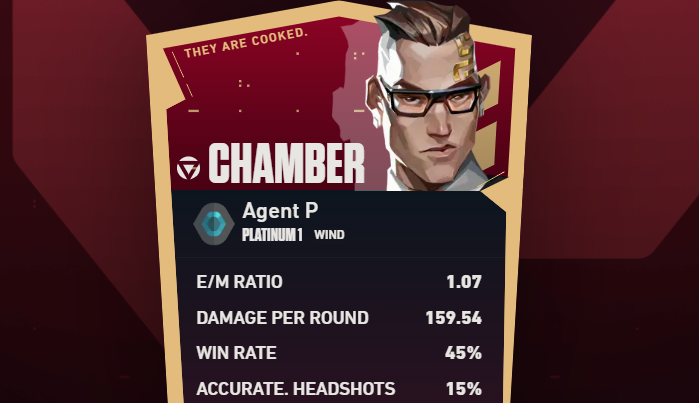 THEY ARE COOKED.
CHAMBER
Agent P
PLATINUM 1 WIND
E/M RATIO 1.07
DAMAGE PER ROUND 159.54
WIN RATE 45%
ACCURATE. HEADSHOTS 15%